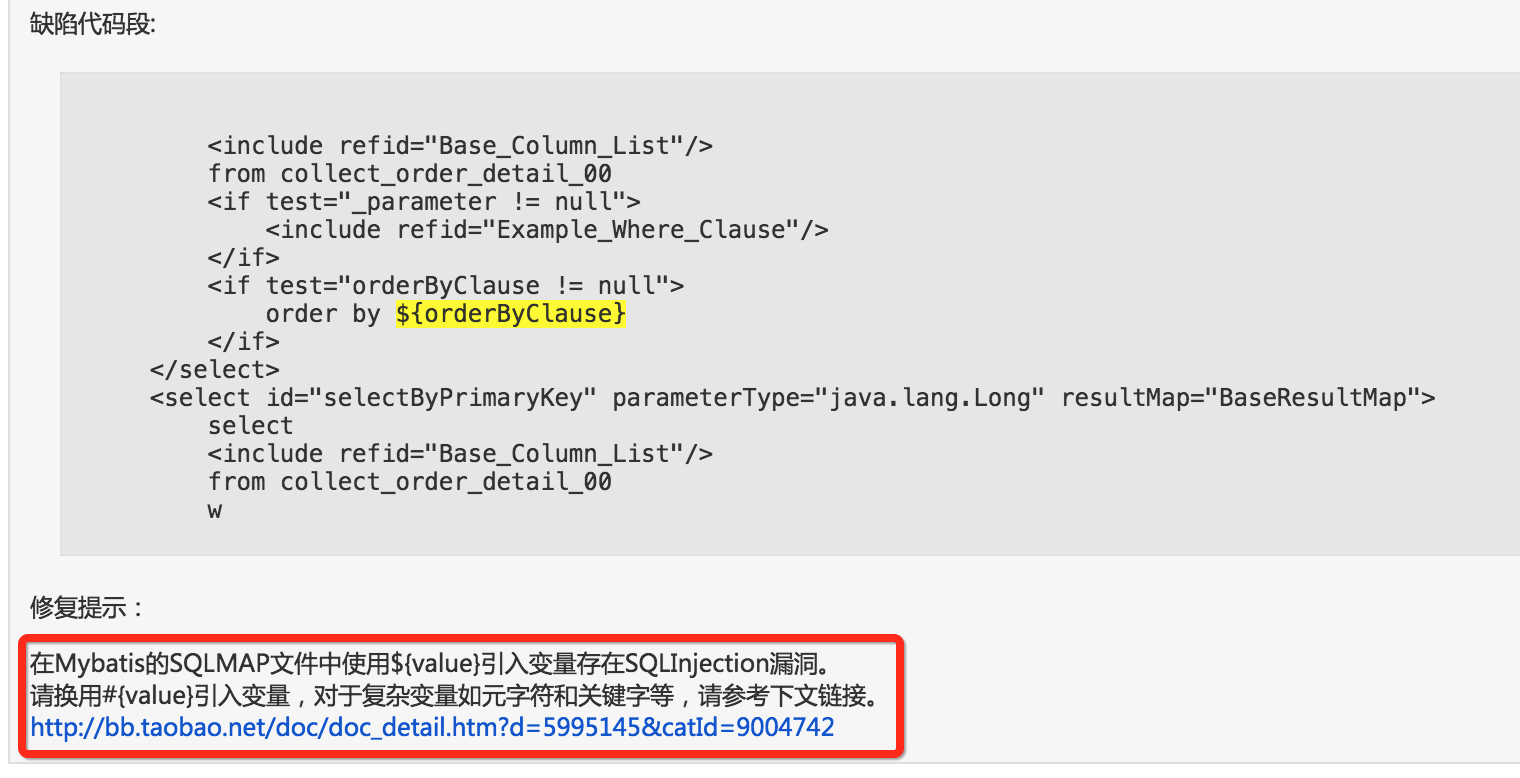 缺陷代码段:
<include refid="Base_Column_List"/>
from collect_order_detail_00
<if test="_parameter != null">
<include refid="Example_Where_Clause"/>
</if>
<if test="orderByClause != null">
order by ${orderByClause}
</if>
</select>
<select id="selectByPrimaryKey" parameterType="java.lang.Long" resultMap="BaseResultMap">
select
<include refid="Base_Column_List"/>
from collect_order_detail_00
w
修复提示：
在Mybatis的SQLMAP文件中使用${value}引入变量存在SQLInjection漏洞。
请换用#{value}引入变量，对于复杂变量如元字符和关键字等，请参考下文链接。
http://bb.taobao.net/doc/doc_detail.htm?d=5995145&catId=9004742